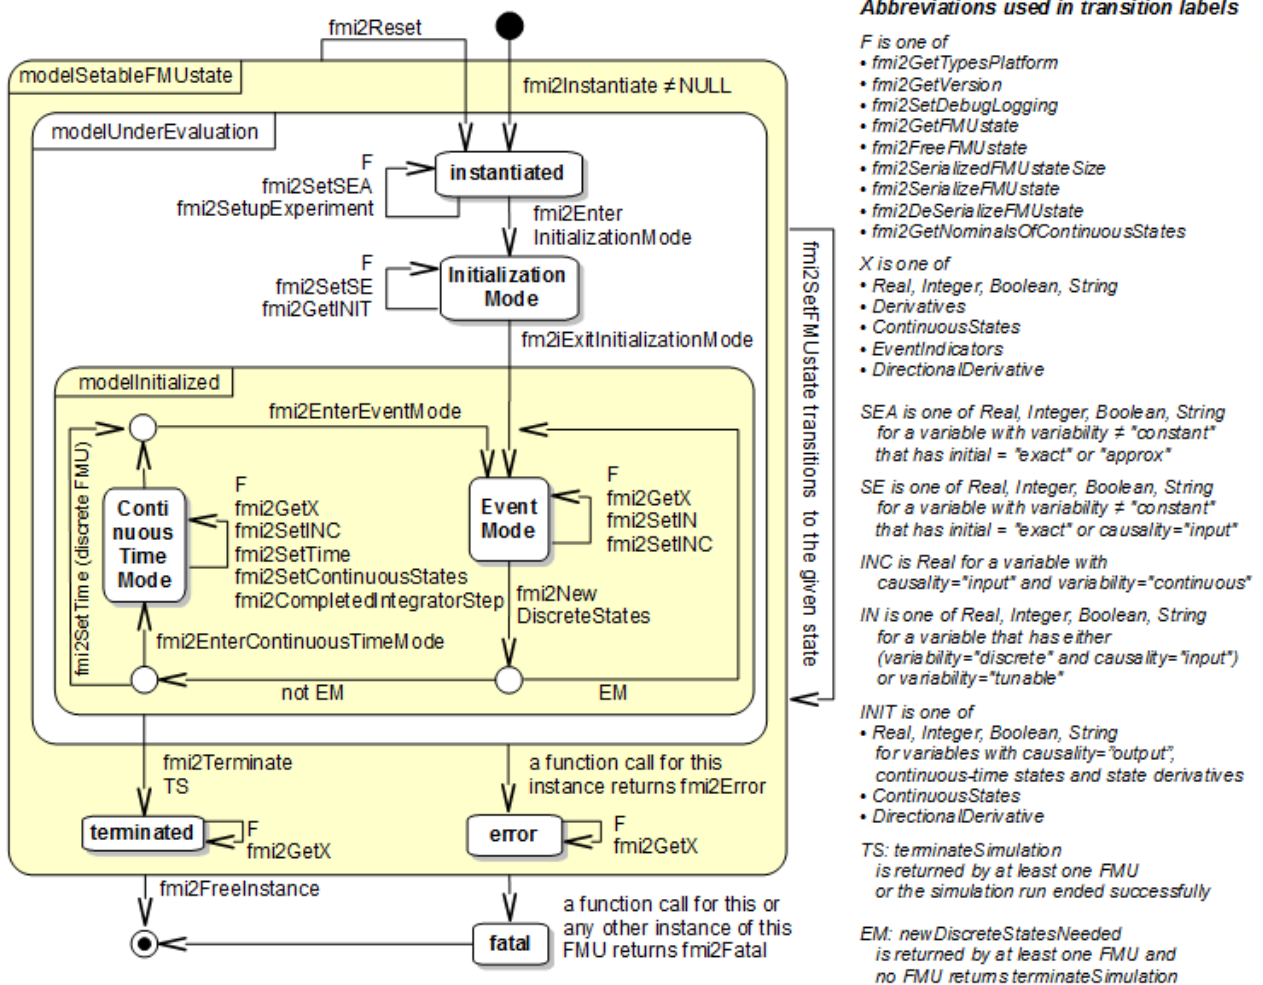 fmi2Reset
modelSetableFMUstate
fmi2Instantiate ≠ NULL
modelUnderEvaluation
F
fmi2SetSEA
fmi2SetupExperiment
instantiated
fmi2Enter
InitializationMode
F
fmi2SetSE
fmi2GetINIT
Initialization
Mode
fm2iExitInitializationMode
modelInitialized
fmi2EnterEventMode
fmi2SetTime (discrete FMU)
Conti
nuous
Time
Mode
F
fmi2GetX
fmi2SetINC
fmi2SetTime
fmi2SetContinuousStates
fmi2CompletedIntegratorStep
Event
Mode
F
fmi2GetX
fmi2SetIN
fmi2SetINC
fmi2New
DiscreteStates
fmi2EnterContinuousTimeMode
not EM
EM
fmi2SetFMUstate transitions to the given state
fmi2Terminate
TS
a function call for this
instance returns fmi2Error
terminated
F
fmi2GetX
error
F
fmi2GetX
fmi2FreeInstance
a function call for this or
any other instance of this
FMU returns fmi2Fatal
fatal
Abbreviations used in transition labels
F is one of
• fmi2GetTypesPlatform
• fmi2GetVersion
• fmi2SetDebugLogging
• fmi2GetFMUstate
• fmi2FreeFMUstate
• fmi2SerializedFMUstateSize
• fmi2SerializeFMUstate
• fmi2DeSerializeFMUstate
• fmi2GetNominalsOfContinuousStates
X is one of
• Real, Integer, Boolean, String
• Derivatives
• ContinuousStates
• EventIndicators
• DirectionalDerivative
SEA is one of Real, Integer, Boolean, String
for a variable with variability ≠ "constant"
that has initial = "exact" or "approx"
SE is one of Real, Integer, Boolean, String
for a variable with variability ≠ "constant"
that has initial = "exact" or causality="input"
INC is Real for a variable with
causality="input" and variability="continuous"
IN is one of Real, Integer, Boolean, String
for a variable that has either
(variability="discrete" and causality="input")
or variability="tunable"
INIT is one of
• Real, Integer, Boolean, String
for variables with causality="output",
continuous-time states and state derivatives
• ContinuousStates
• DirectionalDerivative
TS: terminateSimulation
is returned by at least one FMU
or the simulation run ended successfully
EM: newDiscreteStatesNeeded
is returned by at least one FMU and
no FMU returns terminateSimulation